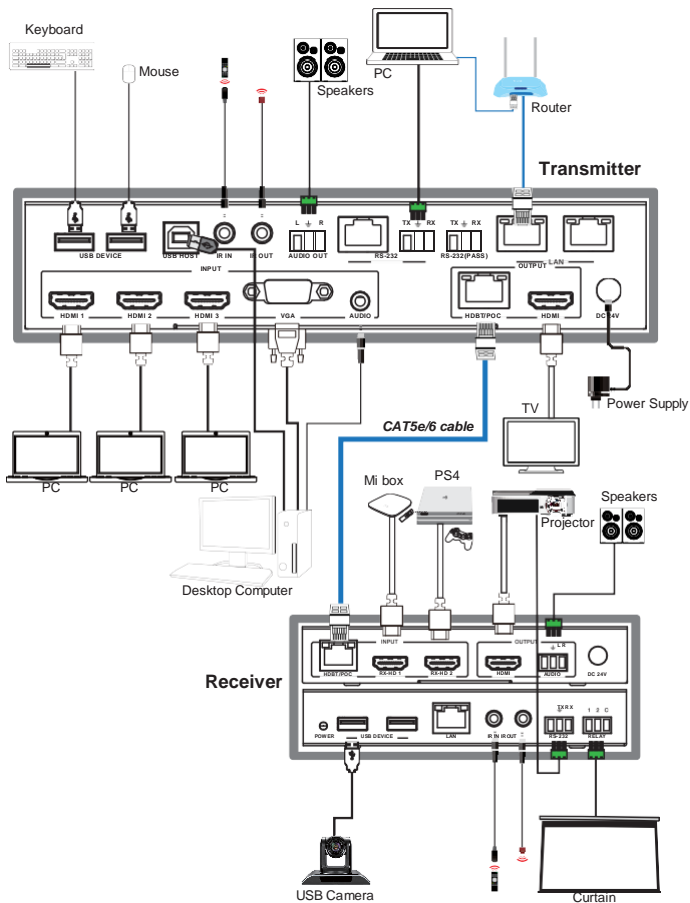 Keyboard
Mouse
Speakers
PC
Router
Transmitter
L R
TX RX
TX RX
USB DEVICE
USB HOST
IR IN
IR OUT
AUDIO OUT
RS-232
RS-232(PASS)
LAN
INPUT
OUTPUT
HDMI 1
HDMI 2
HDMI 3
VGA
AUDIO
HDBT/POC
HDMI
DC 24V
Power Supply
TV
CAT5e/6 cable
PC
PC
PC
Mi box
PS4
Projector
Speakers
Desktop Computer
Receiver
INPUT
OUTPUT
L R
HDBT/POC
RX-HD 1
RX-HD 2
HDMI
AUDIO
DC 24V
TX RX
1 2 C
POWER
USB DEVICE
LAN
IR IN
IR OUT
RS-232
RELAY
USB Camera
Curtain